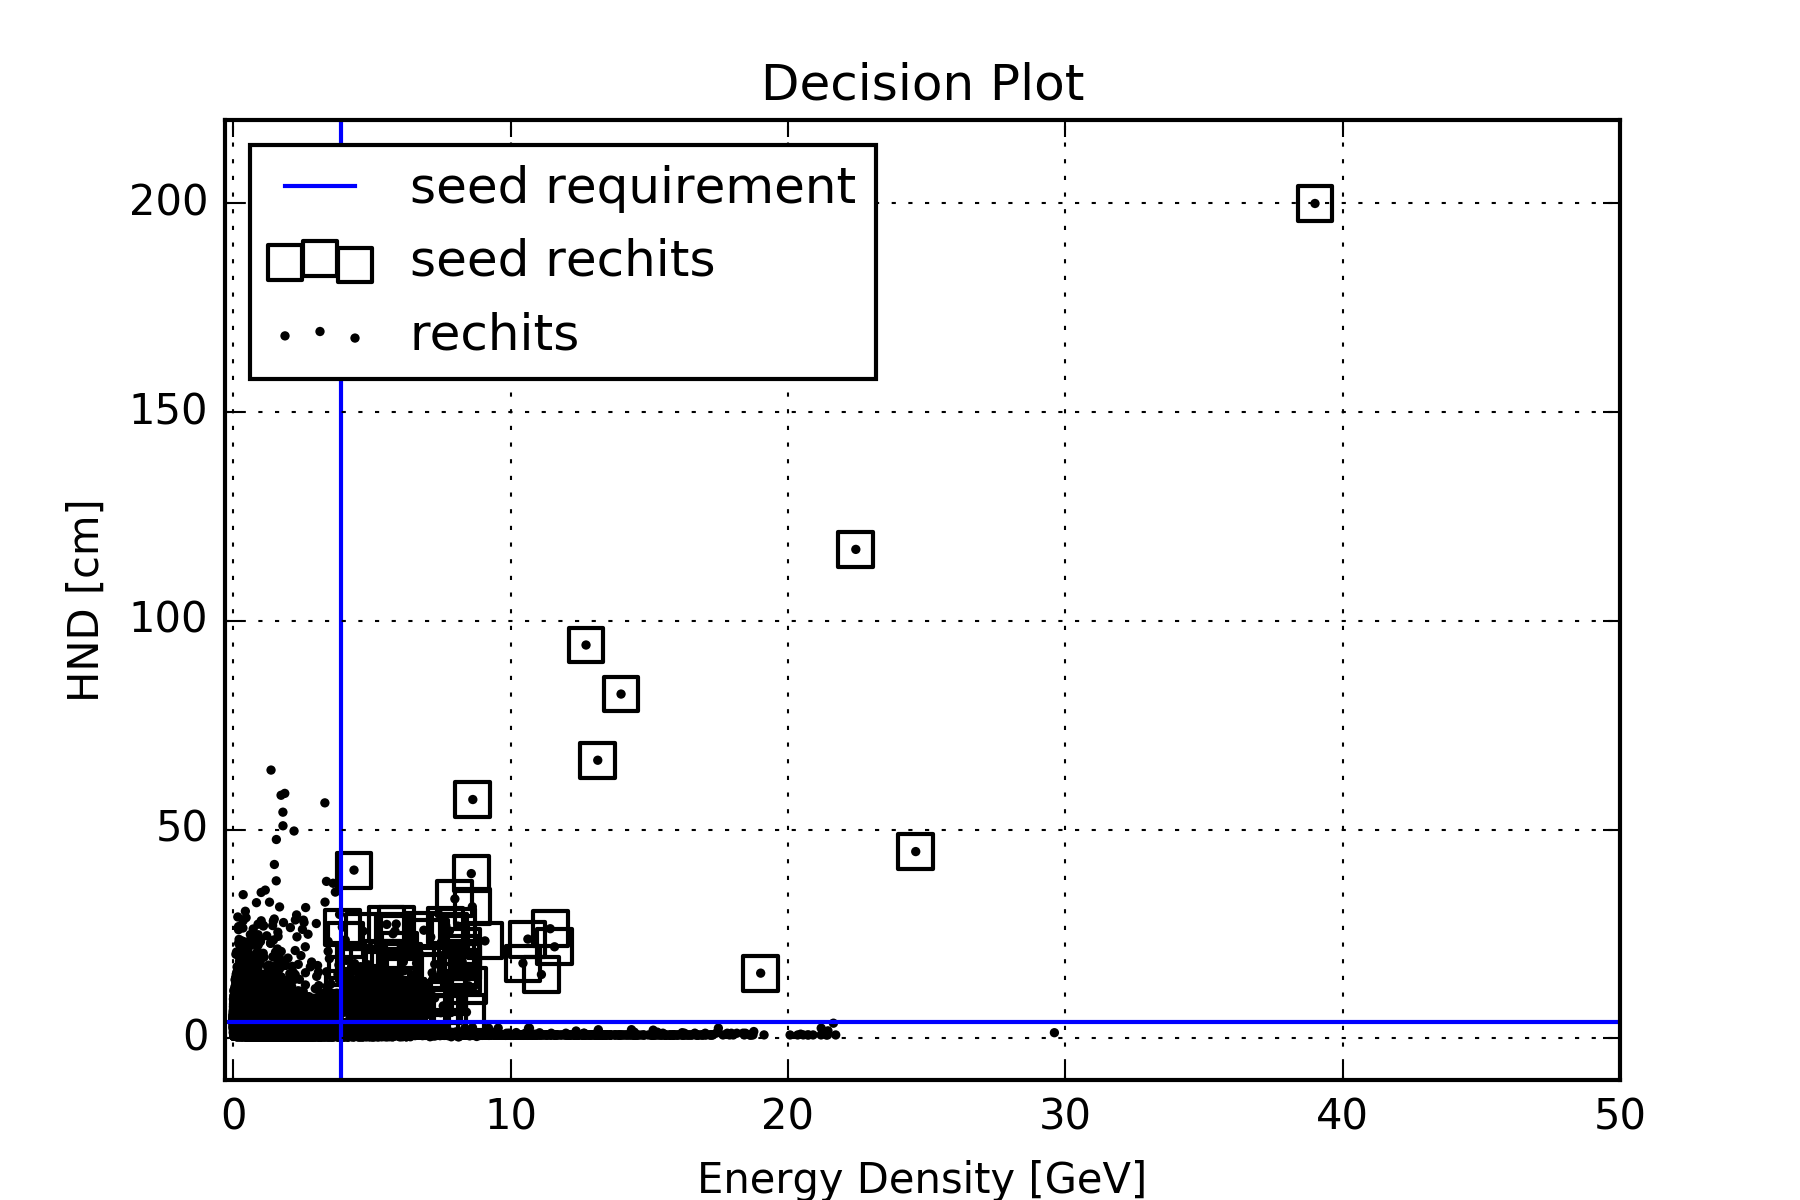 Decision Plot
seed requirement
seed rechits
rechits
200
150
100
50
0
HND [cm]
0 10 20 30 40 50
Energy Density [GeV]